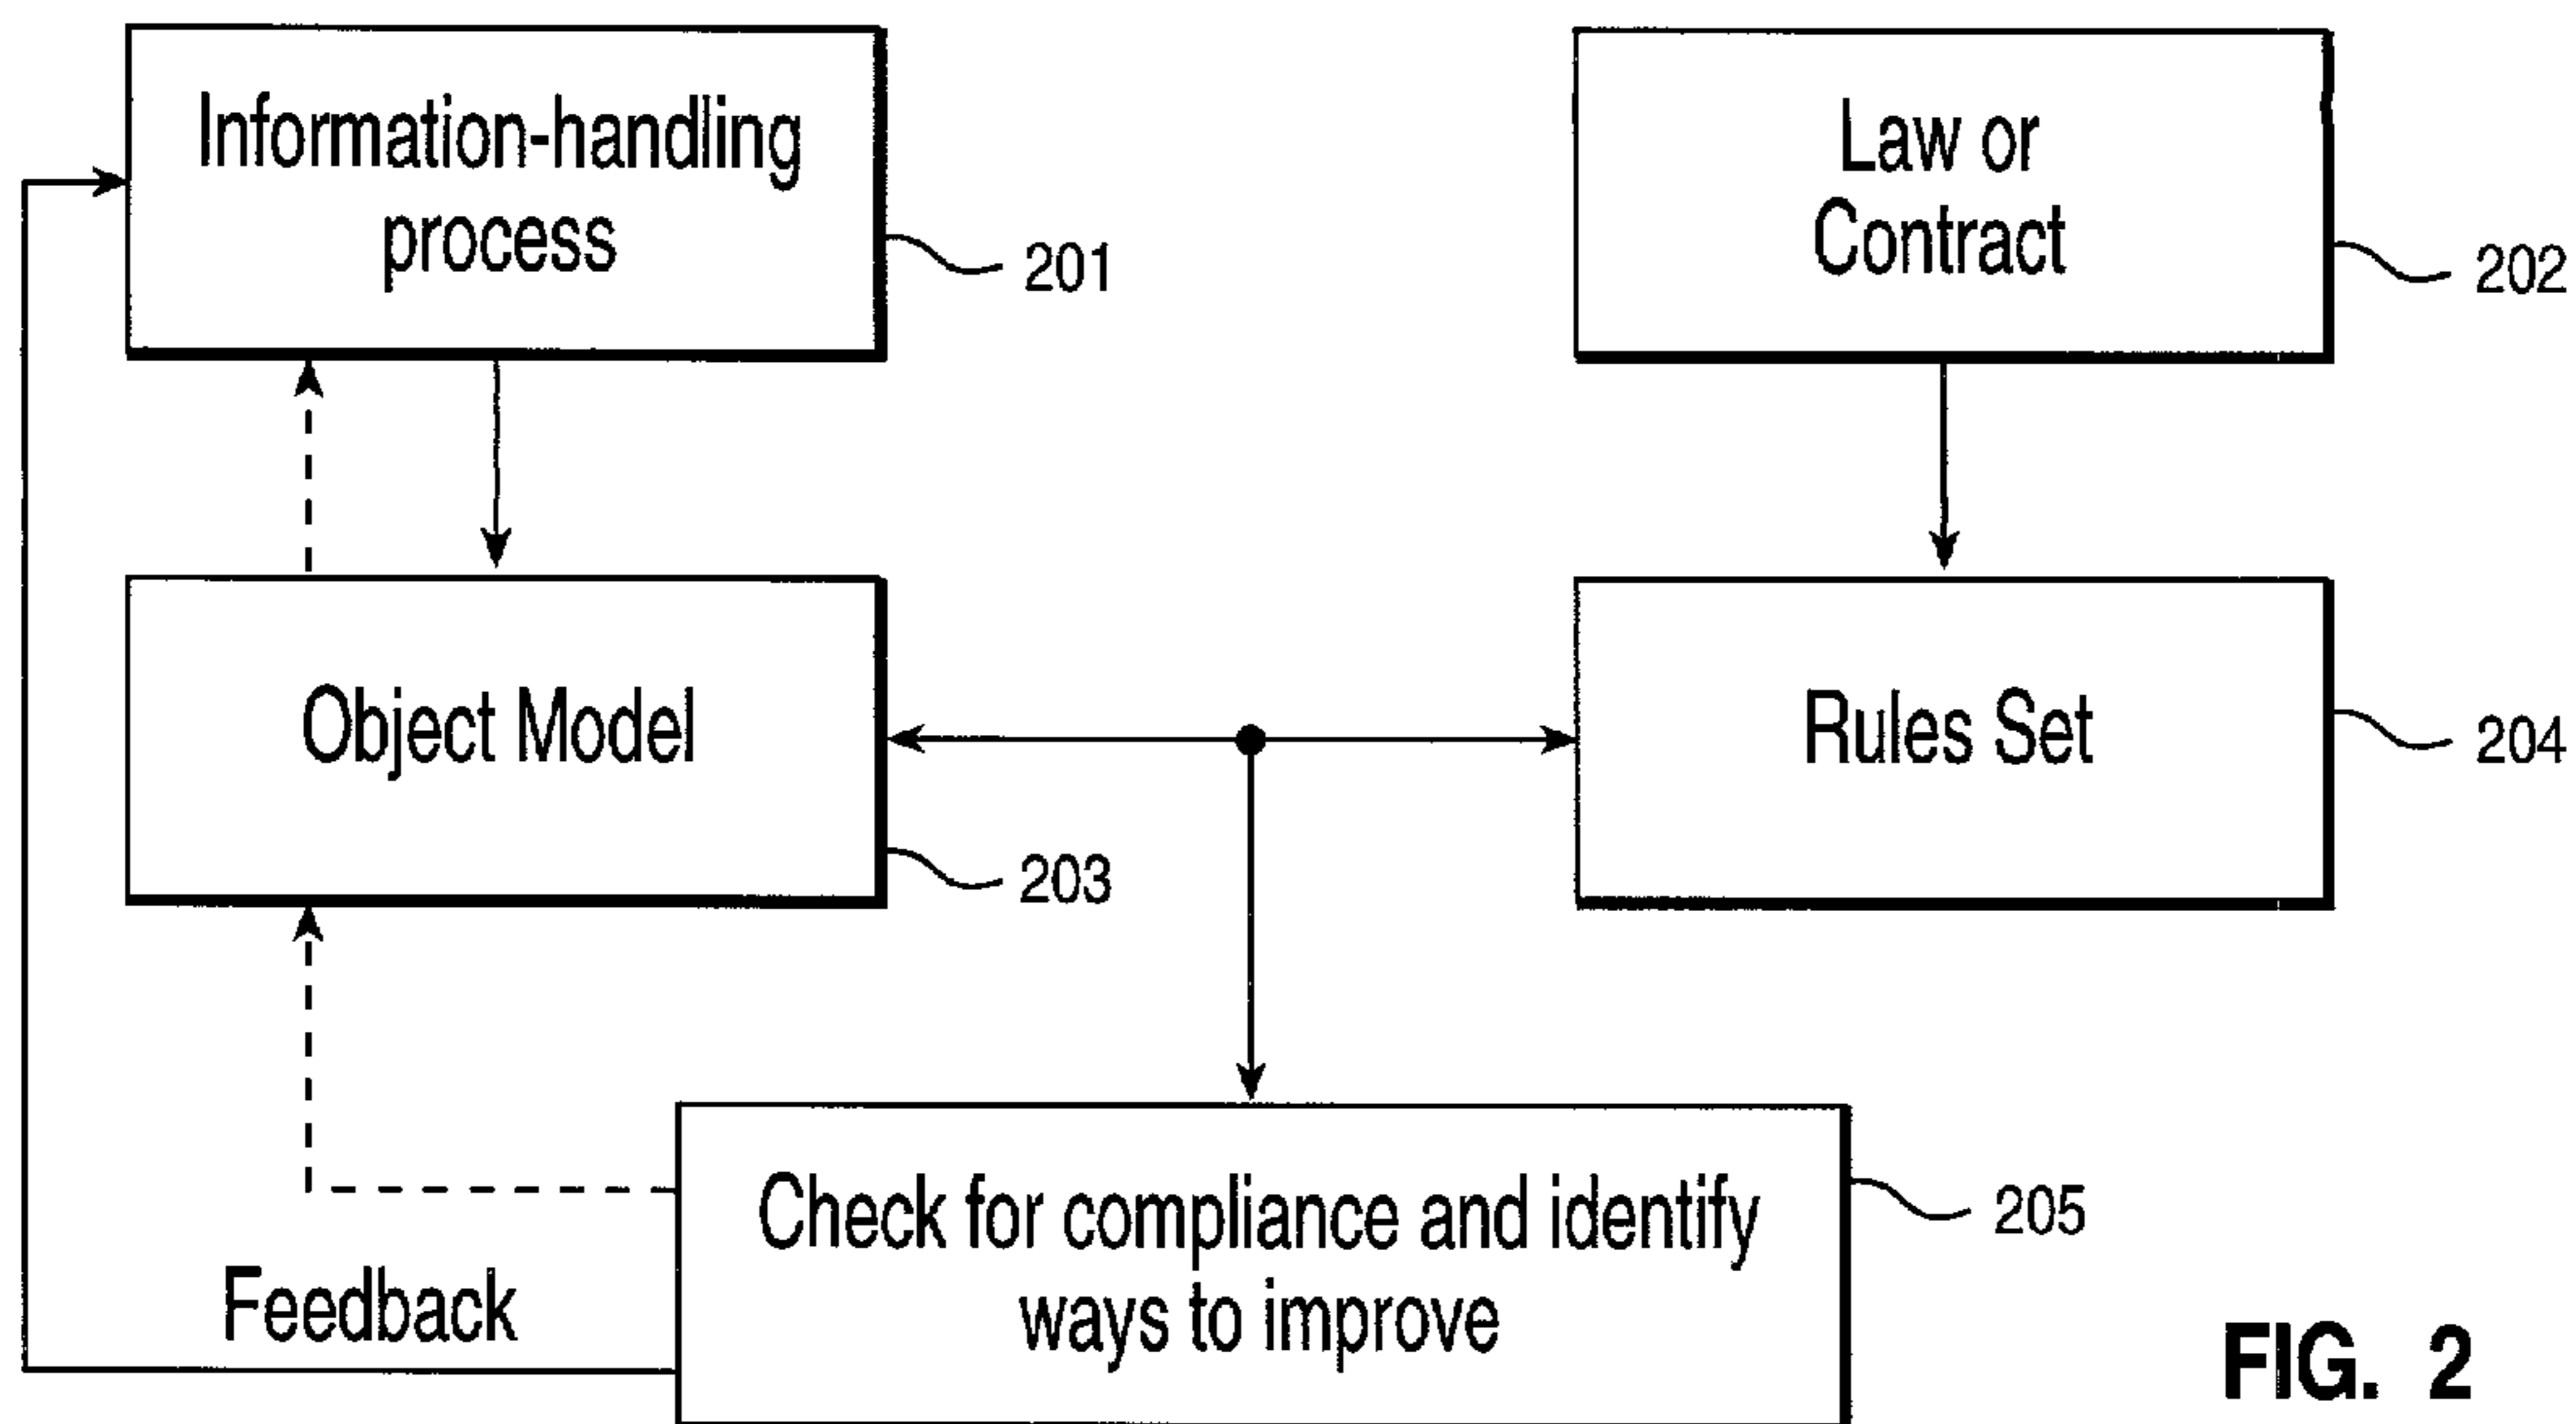 Information-handling
process
201
Law or
Contract
202
Object Model
203
Rules Set
204
Check for compliance and identify
ways to improve
205
Feedback
FIG. 2